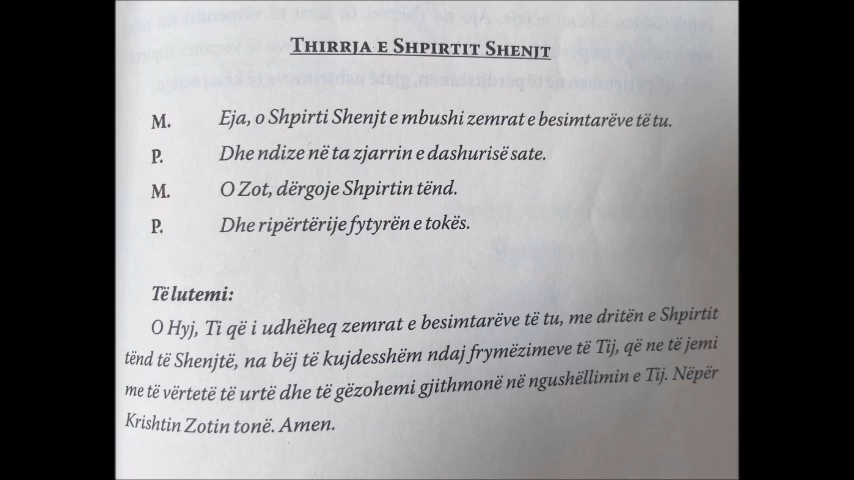 THIRRJA E SHPIRTIT SHENJT
M. Eja, o Shpirti Shenjt e mbushi zemrat e besimtarëve të tu.
P. Dhe ndize në ta zjarrin e dashurisë sate.
M. O Zot, dërgoje Shpirtin tënd.
P. Dhe ripërtërije fytyrën e tokës.
Të lutemi:
O Hyj, Ti që i udhëheq zemrat e besimtarëve të tu, me dritën e Shpirtit
tënd të Shenjtë, na bëj të kujdesshëm ndaj frymëzimeve të Tij, që ne të jemi
me të vërtetë të urtë dhe të gëzohemi gjithmonë në ngushëllimin e Tij. Nëpër
Krishtin Zotin tonë. Amen.